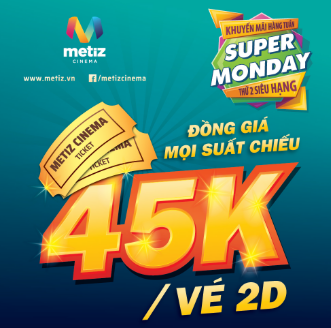 metiz
CINEMA
www.metiz.vn
f/metizcinema
KHUYẾN MÃI HÀNG TUẦN
SUPER
MONDAY
THỨ 2 SIÊU HẠNG
ĐỒNG GIÁ
MỌI SUẤT CHIẾU
METIZ CINEMA
TICKET
CINEMA
TICKET
45K
/ VÉ 2D